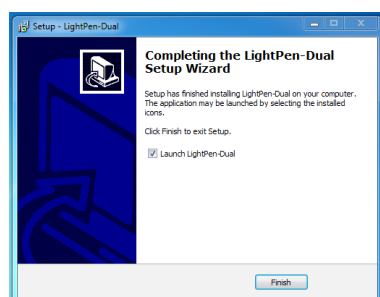 Setup - LightPen-Dual
Completing the LightPen-Dual
Setup Wizard
Setup has finished installing LightPen-Dual on your computer.
The application may be launched by selecting the installed
icons.
Click Finish to exit Setup.
Launch LightPen-Dual
Finish